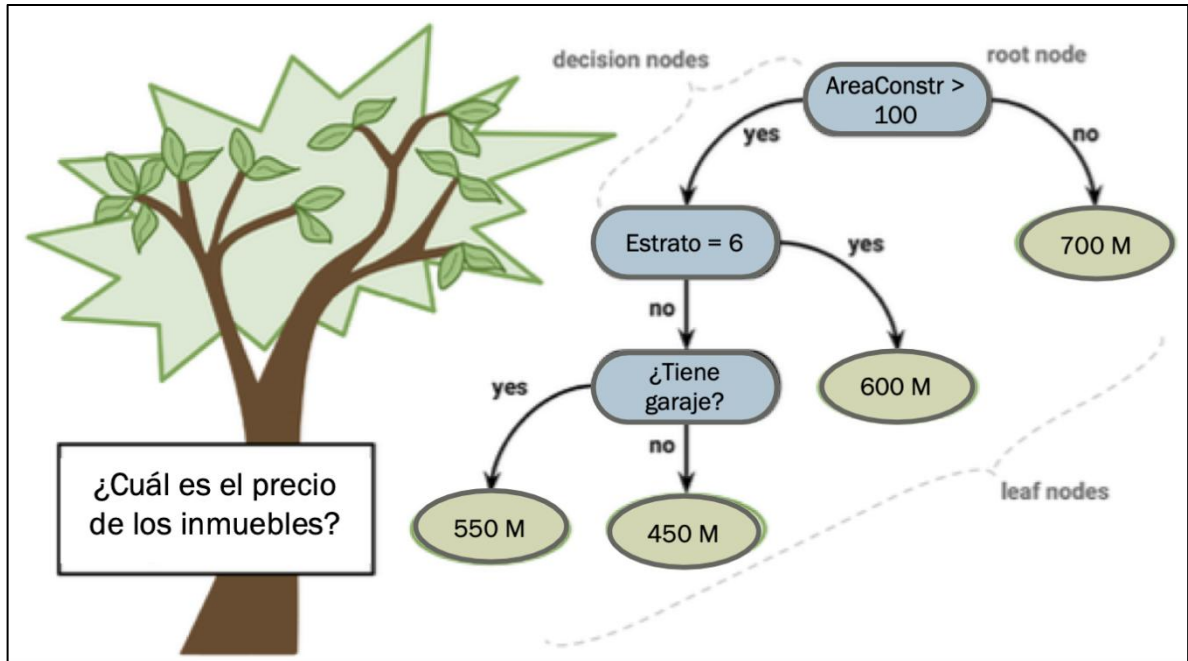 decision nodes
root node
AreaConstr >
100
yes
no
Estrato = 6
yes
700 M
no
¿Tiene
garaje?
yes
600 M
no
¿Cuál es el precio
de los inmuebles?
leaf nodes
550 M
450 M